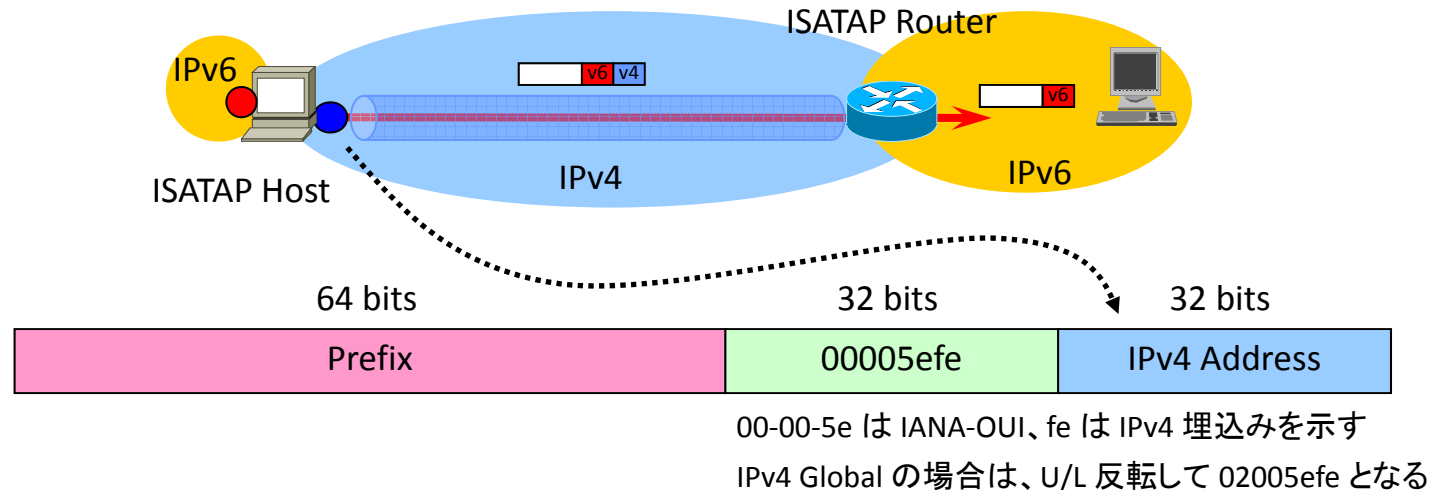 ISATAP Router
IPv6
v6 v4
v6
IPv4
IPv6
ISATAP Host
64 bits
32 bits
32 bits
Prefix
00005efe
IPv4 Address
00-00-5e は IANA-OUI、fe は IPv4 埋込みを示す
IPv4 Global の場合は、U/L 反転して 02005efe となる